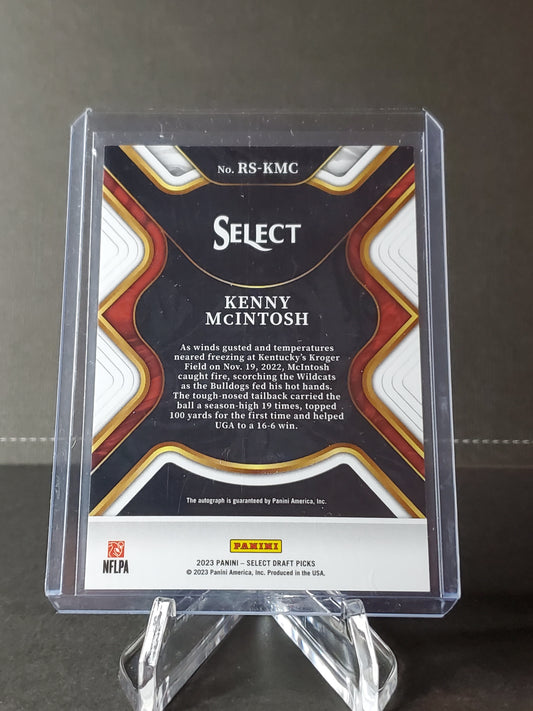 No. RS-KMC
SELECT
KENNY
McINTOSH
As winds gusted and temperatures
neared freezing at Kentucky's Kroger
Field on Nov. 19, 2022, McIntosh
caught fire, scorching the Wildcats
as the Bulldogs fed his hot hands.
The tough-nosed tailback carried the
ball a season-high 19 times, topped
100 yards for the first time and helped
UGA to a 16-6 win.
The autograph is guaranteed by Panini America, Inc.
PANINI
NFLPA
2023 PANINI – SELECT DRAFT PICKS
© 2023 Panini America, Inc. Produced in the USA.